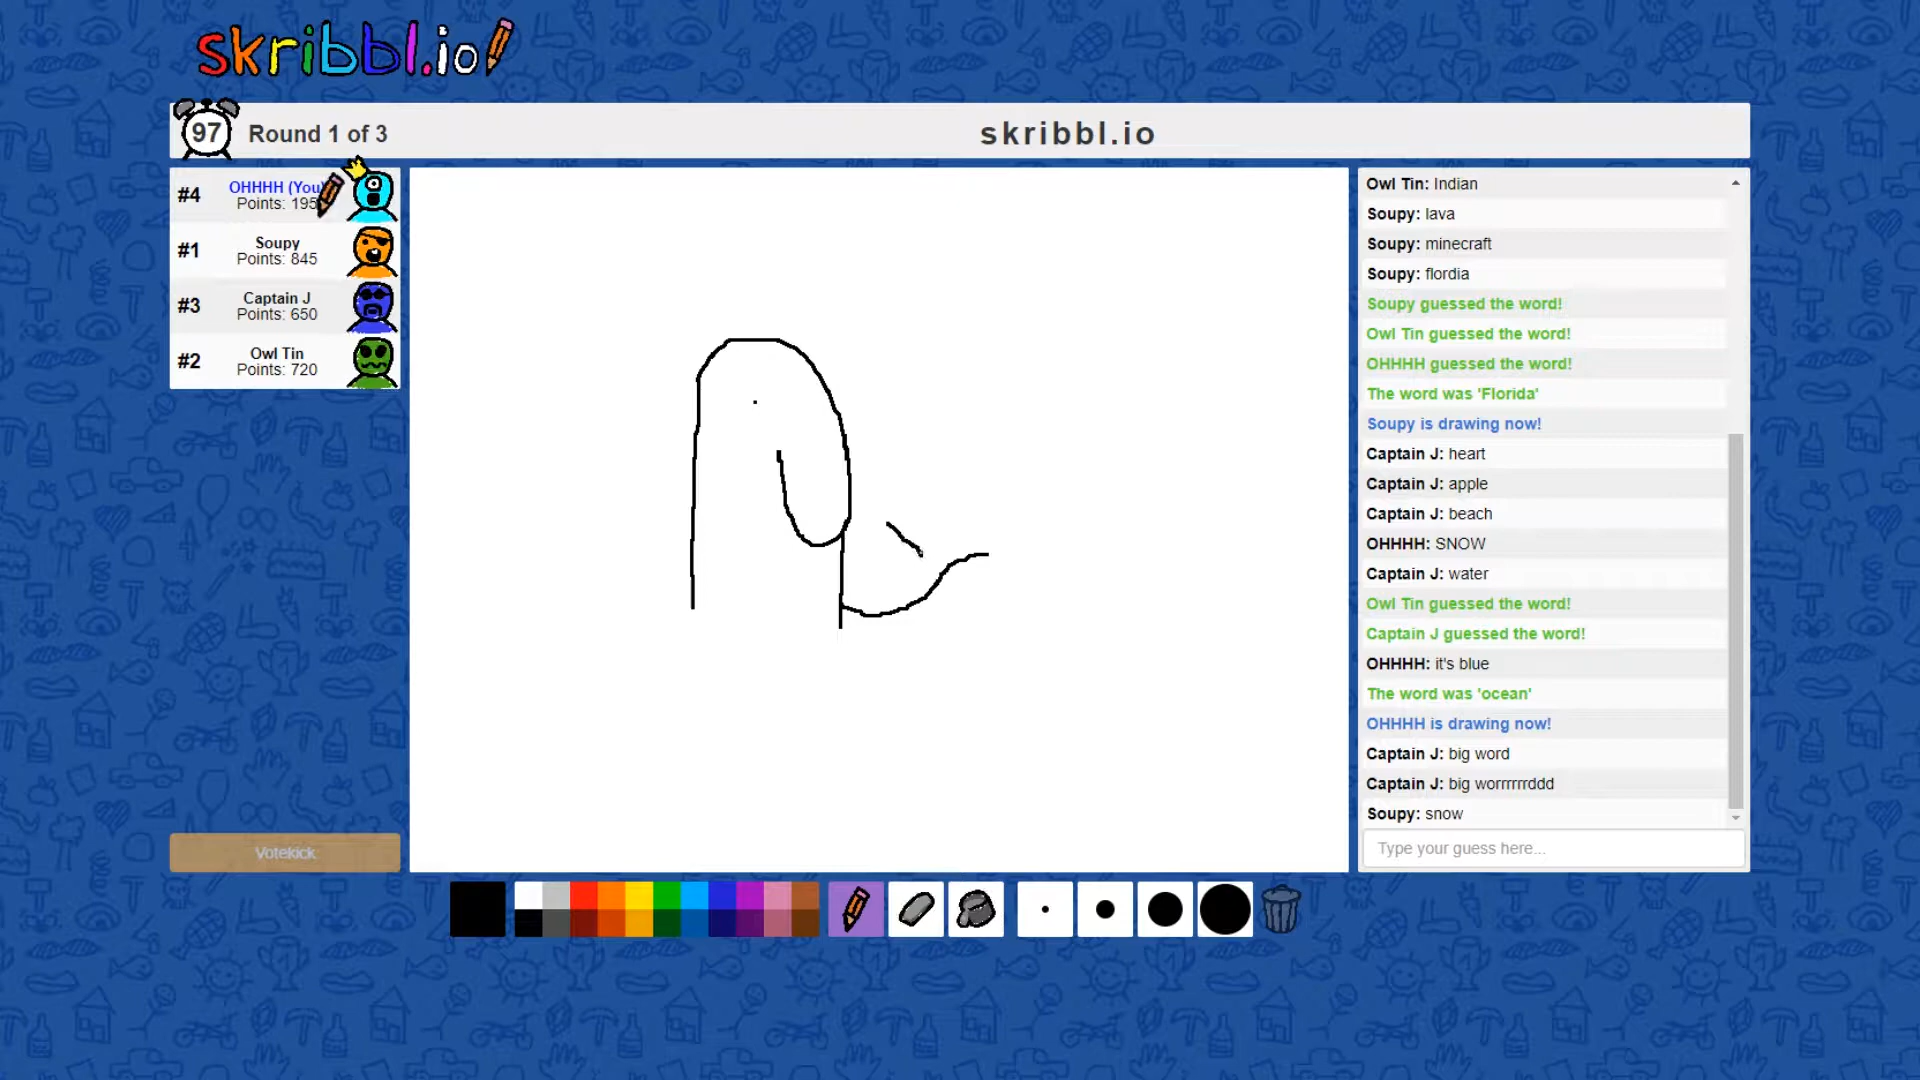 skribbl.io
97
Round 1 of 3
skribbl.io
#4
OHHHH (You)
Points: 195
#1
Soupy
Points: 845
#3
Captain J
Points: 650
#2
Owl Tin
Points: 720
Votekick
Owl Tin: Indian
Soupy: lava
Soupy: minecraft
Soupy: flordia
Soupy guessed the word!
Owl Tin guessed the word!
OHHHH guessed the word!
The word was 'Florida'
Soupy is drawing now!
Captain J: heart
Captain J: apple
Captain J: beach
OHHHH: SNOW
Captain J: water
Owl Tin guessed the word!
Captain J guessed the word!
OHHHH: it's blue
The word was 'ocean'
OHHHH is drawing now!
Captain J: big word
Captain J: big worrrrrrddd
Soupy: snow
Type your guess here...